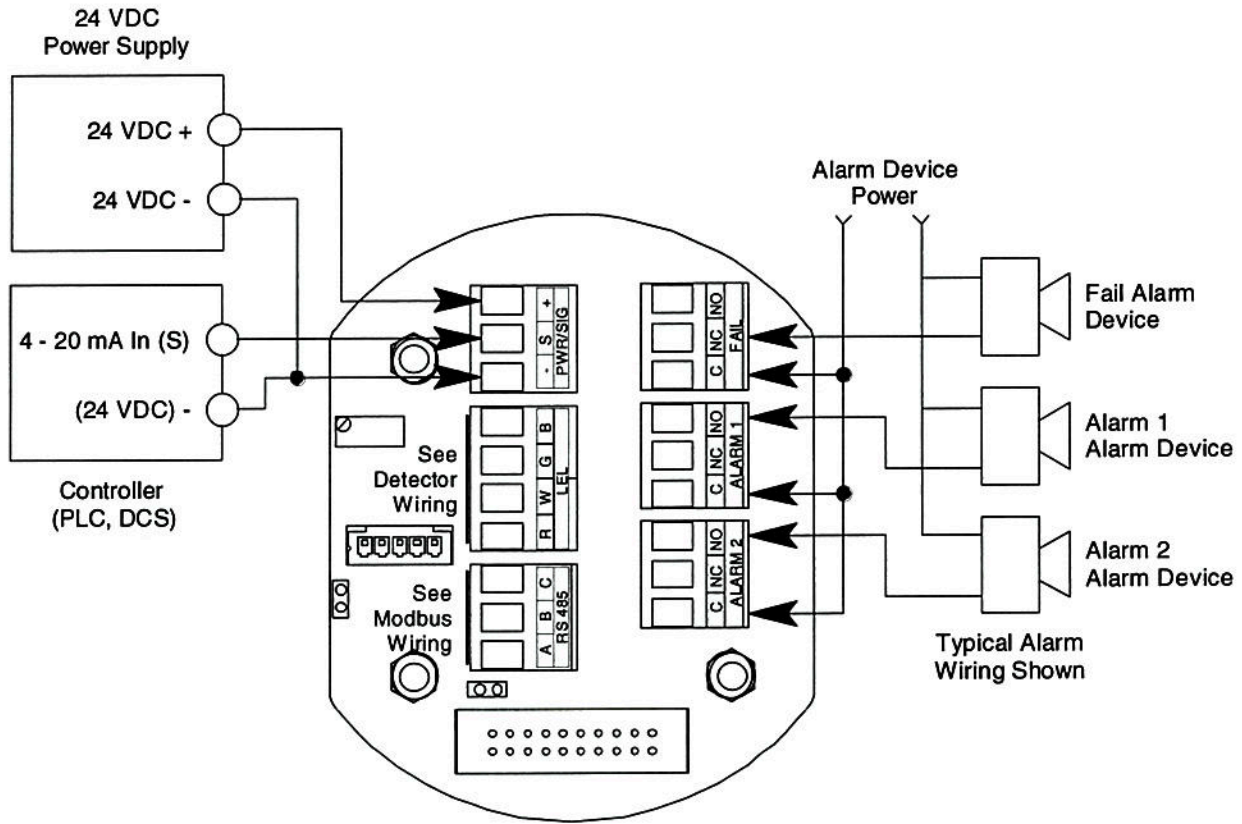 24 VDC
Power Supply
24 VDC +
24 VDC -
4 - 20 mA In (S)
(24 VDC) -
Controller
(PLC, DCS)
+
S
-
PWR/SIG
See
Detector
Wiring
B
G
W
R
LEL
See
Modbus
Wiring
C
B
A
RS 485
Alarm Device
Power
NO
NC
C
FAIL
NO
NC
C
ALARM 1
NO
NC
C
ALARM 2
Fail Alarm
Device
Alarm 1
Alarm Device
Alarm 2
Alarm Device
Typical Alarm
Wiring Shown